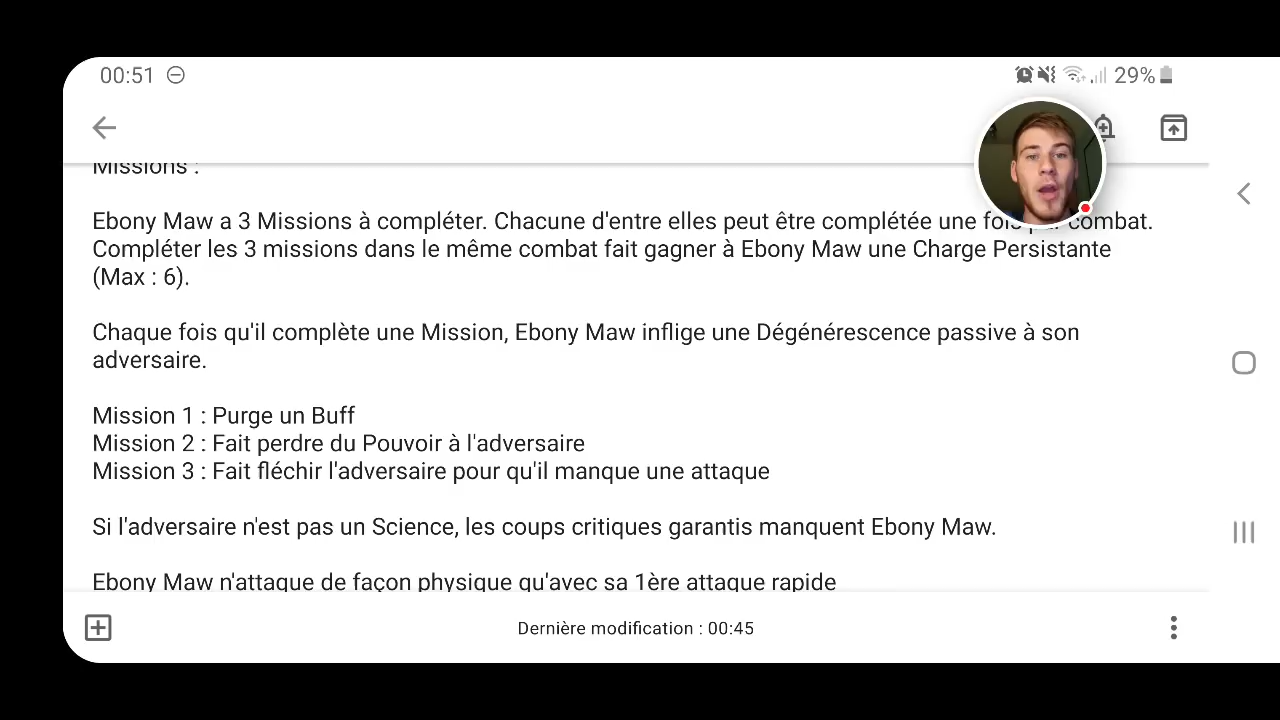 00:51
29%
Missions :
Ebony Maw a 3 Missions à compléter. Chacune d'entre elles peut être complétée une fois par combat.
Compléter les 3 missions dans le même combat fait gagner à Ebony Maw une Charge Persistante
(Max : 6).
Chaque fois qu'il complète une Mission, Ebony Maw inflige une Dégénérescence passive à son
adversaire.
Mission 1 : Purge un Buff
Mission 2 : Fait perdre du Pouvoir à l'adversaire
Mission 3 : Fait fléchir l'adversaire pour qu'il manque une attaque
Si l'adversaire n'est pas un Science, les coups critiques garantis manquent Ebony Maw.
Ebony Maw n'attaque de façon physique qu'avec sa 1ère attaque rapide
Dernière modification : 00:45